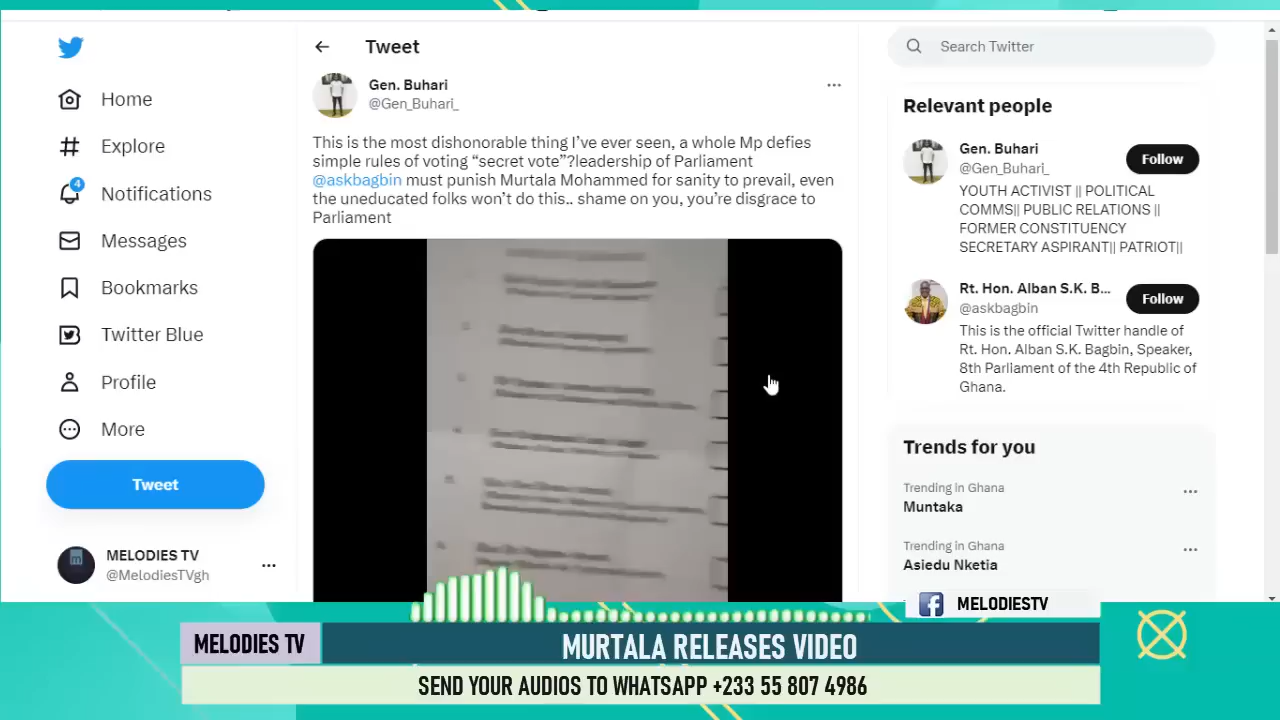 Tweet
Search Twitter
Home
Explore
4
Notifications
Messages
Bookmarks
Twitter Blue
Profile
More
Tweet
MELODIES TV
@MelodiesTVgh
Gen. Buhari
@Gen_Buhari_
This is the most dishonorable thing I've ever seen, a whole Mp defies
simple rules of voting “secret vote”?leadership of Parliament
@askbagbin must punish Murtala Mohammed for sanity to prevail, even
the uneducated folks won't do this.. shame on you, you're disgrace to
Parliament
Relevant people
Gen. Buhari
@Gen_Buhari_
Follow
YOUTH ACTIVIST || POLITICAL
COMMS|| PUBLIC RELATIONS ||
FORMER CONSTITUENCY
SECRETARY ASPIRANT|| PATRIOT||
Rt. Hon. Alban S.K. B...
@askbagbin
Follow
This is the official Twitter handle of
Rt. Hon. Alban S.K. Bagbin, Speaker,
8th Parliament of the 4th Republic of
Ghana.
Trends for you
Trending in Ghana
Muntaka
Trending in Ghana
Asiedu Nketia
MELODIESTV
MELODIES TV
MURTALA RELEASES VIDEO
SEND YOUR AUDIOS TO WHATSAPP +233 55 807 4986